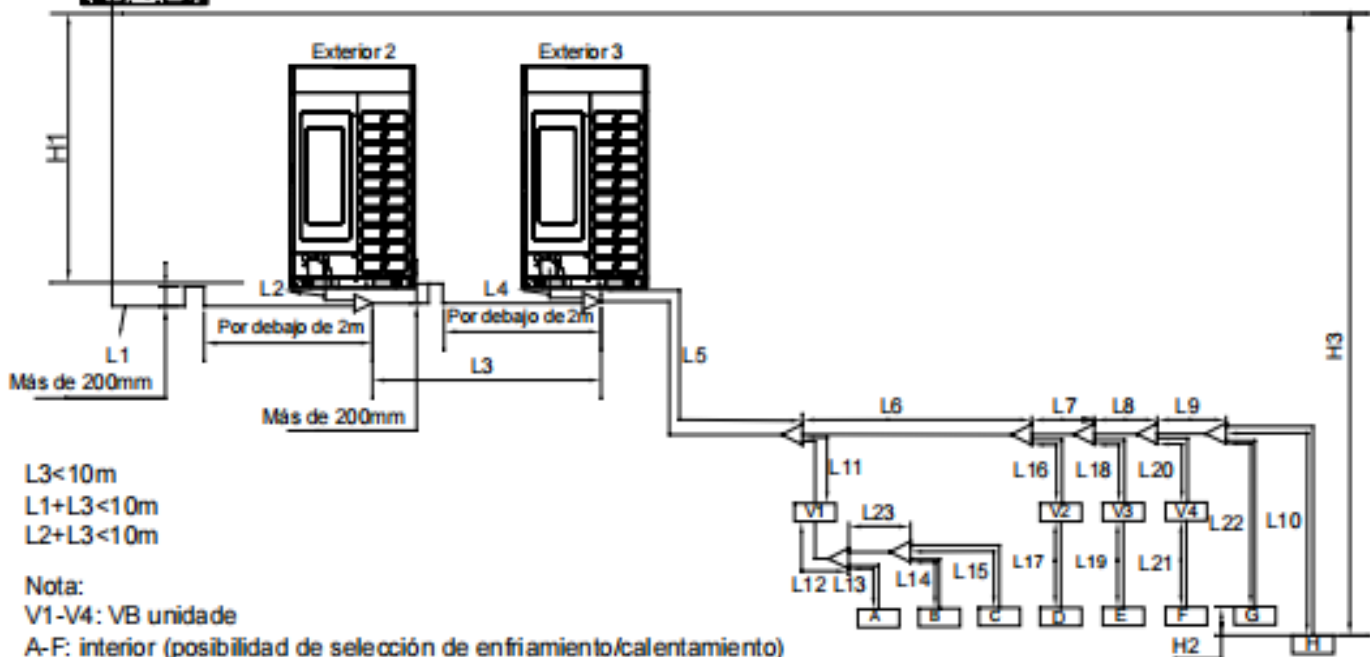 Exterior 2
Exterior 3
H1
L2
L4
Por debajo de 2m
Por debajo de 2m
L1
L3
L5
Más de 200mm
Más de 200mm
H3
L6
L7
L8
L9
L11
L16
L18
L20
V1
L23
V2
V3
V4
L22
L10
L12
L13
L14
L15
L17
L19
L21
A
B
C
D
E
F
G
H2
H
L3<10m
L1+L3<10m
L2+L3<10m
Nota:
V1-V4: VB unidade
A-F: interior (posibilidad de selección de enfriamiento/calentamiento)